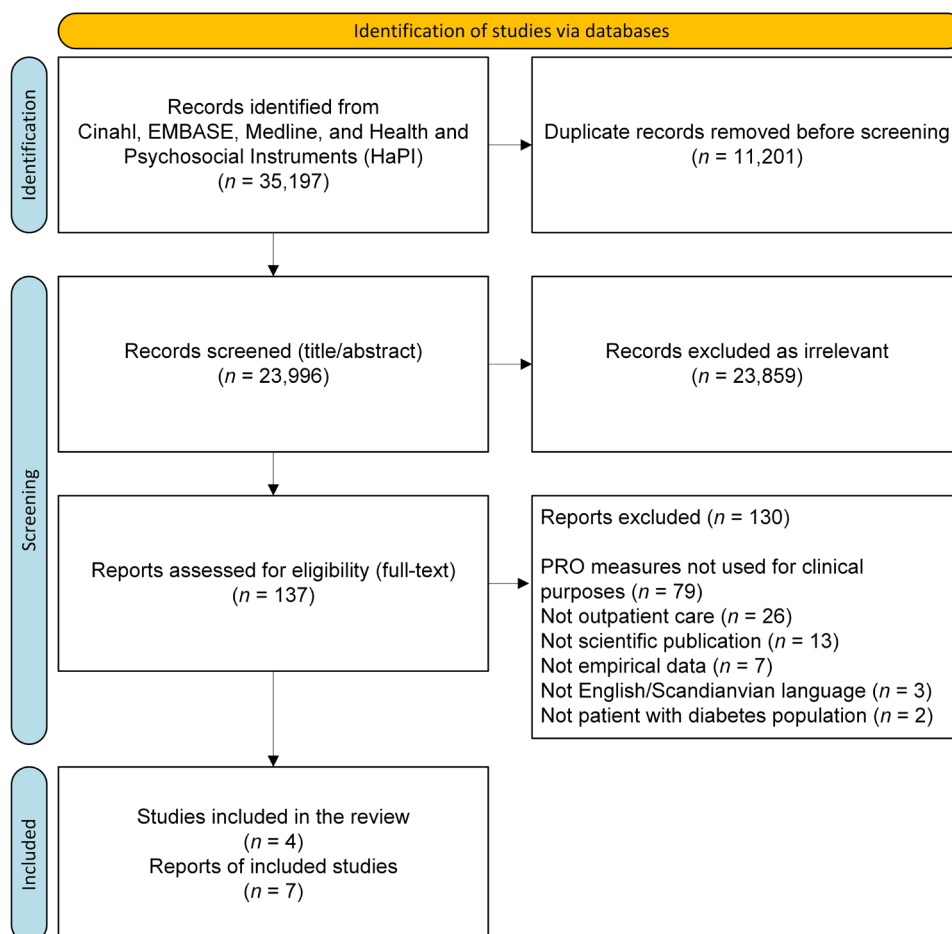 Identification of studies via databases
Identification
Records identified from
Cinahl, EMBASE, Medline, and Health and
Psychosocial Instruments (HaPI)
(n = 35,197)
Duplicate records removed before screening
(n = 11,201)
Screening
Records screened (title/abstract)
(n = 23,996)
Records excluded as irrelevant
(n = 23,859)
Reports assessed for eligibility (full-text)
(n = 137)
Reports excluded (n = 130)
PRO measures not used for clinical
purposes (n = 79)
Not outpatient care (n = 26)
Not scientific publication (n = 13)
Not empirical data (n = 7)
Not English/Scandianvian language (n = 3)
Not patient with diabetes population (n = 2)
Included
Studies included in the review
(n = 4)
Reports of included studies
(n = 7)